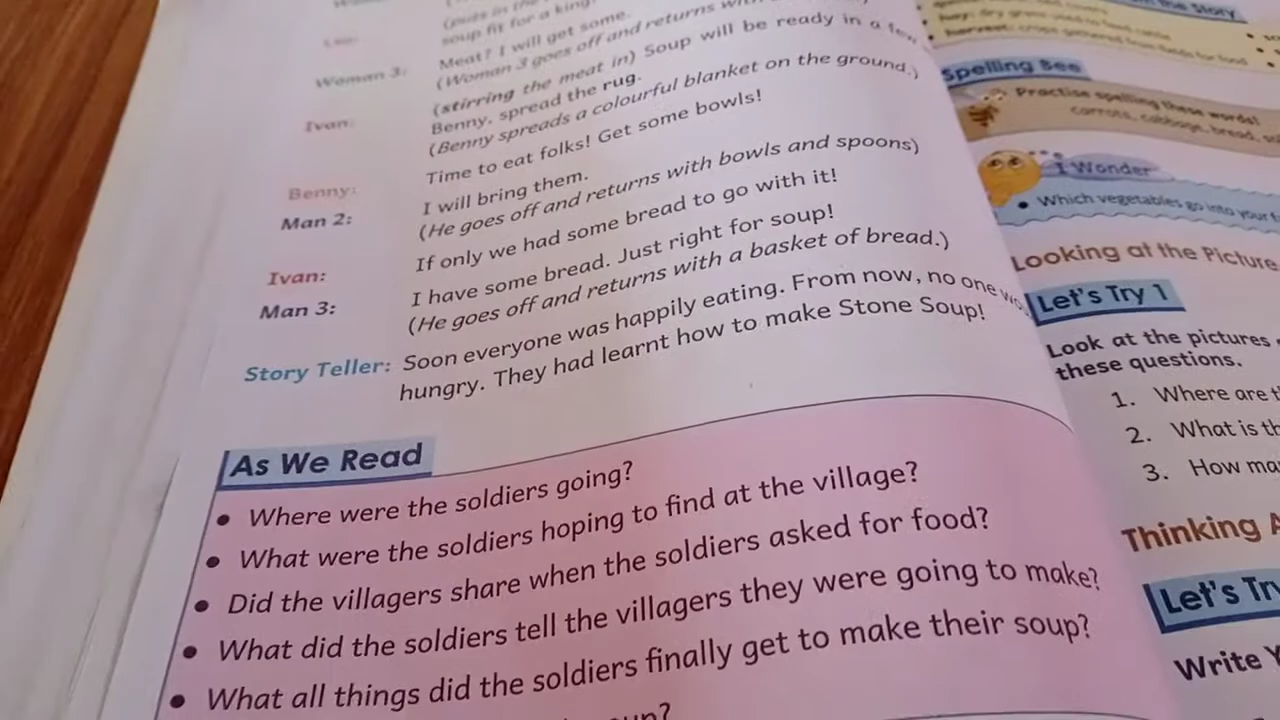 soup fit for a king.
Woman 3: Meat? I will get some.
(Woman 3 goes off and returns
Ivan: (stirring the meat in) Soup will be ready in a few
Benny, spread the rug.
(Benny spreads a colourful blanket on the ground.)
Benny: Time to eat folks! Get some bowls!
Man 2: I will bring them.
(He goes off and returns with bowls and spoons)
Ivan: If only we had some bread to go with it!
Man 3: I have some bread. Just right for soup!
(He goes off and returns with a basket of bread.)
Story Teller: Soon everyone was happily eating. From now, no one
hungry. They had learnt how to make Stone Soup!
As We Read
• Where were the soldiers going?
• What were the soldiers hoping to find at the village?
• Did the villagers share when the soldiers asked for food?
• What did the soldiers tell the villagers they were going to make?
• What all things did the soldiers finally get to make their soup?
Spelling Bee
Practise spelling these words!
carrots, cabbage, bread,
I Wonder
• Which vegetables go into your
Looking at the Picture
Let's Try 1
Look at the pictures
these questions.
1. Where are
2. What is
3. How
Thinking
Let's
Write